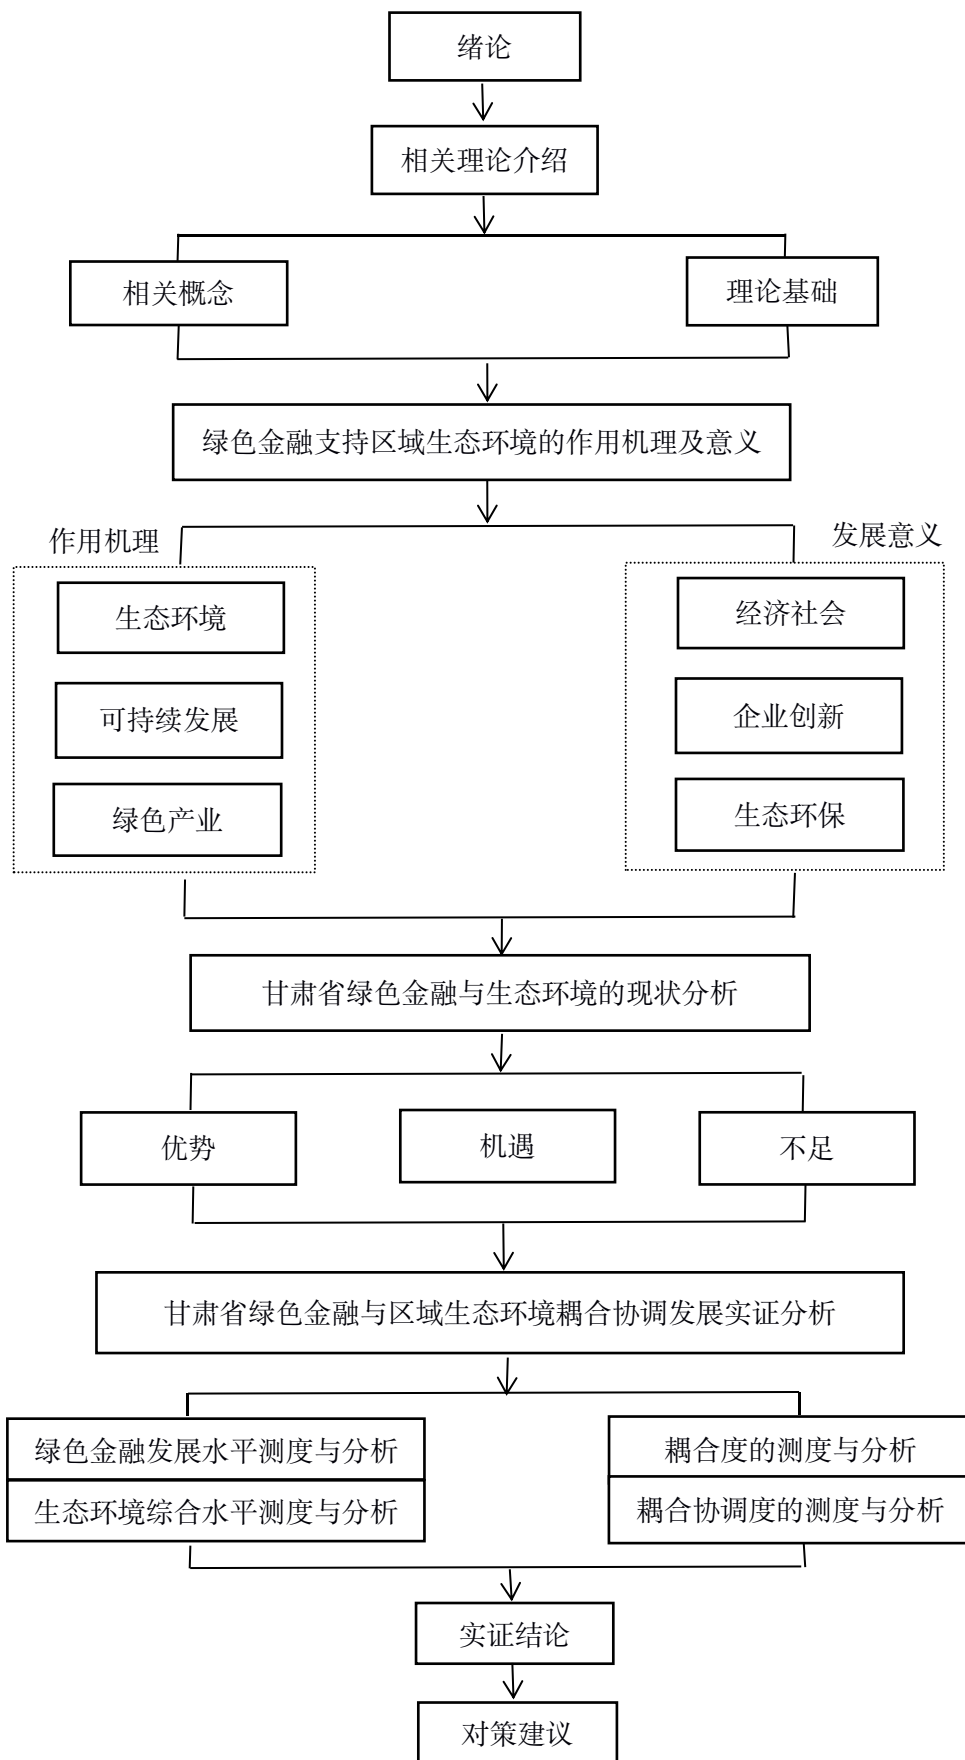 绪论
相关理论介绍
相关概念
理论基础
绿色金融支持区域生态环境的作用机理及意义
作用机理
发展意义
生态环境
可持续发展
绿色产业
经济社会
企业创新
生态环保
甘肃省绿色金融与生态环境的现状分析
优势
机遇
不足
甘肃省绿色金融与区域生态环境耦合协调发展实证分析
绿色金融发展水平测度与分析
生态环境综合水平测度与分析
耦合度的测度与分析
耦合协调度的测度与分析
实证结论
对策建议